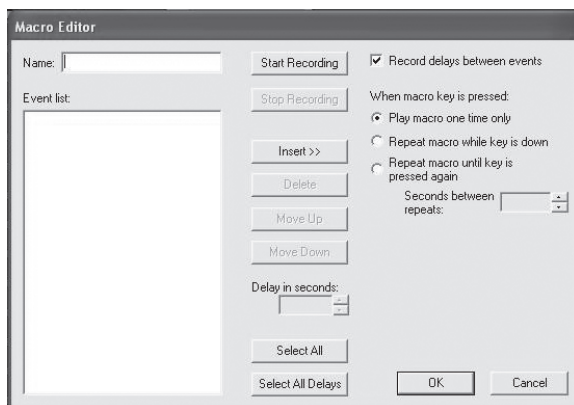 Macro Editor
Name:
Event list:
Start Recording
Stop Recording
Insert >>
Delete
Move Up
Move Down
Delay in seconds:
Select All
Select All Delays
Record delays between events
When macro key is pressed:
Play macro one time only
Repeat macro while key is down
Repeat macro until key is
pressed again
Seconds between
repeats:
OK
Cancel